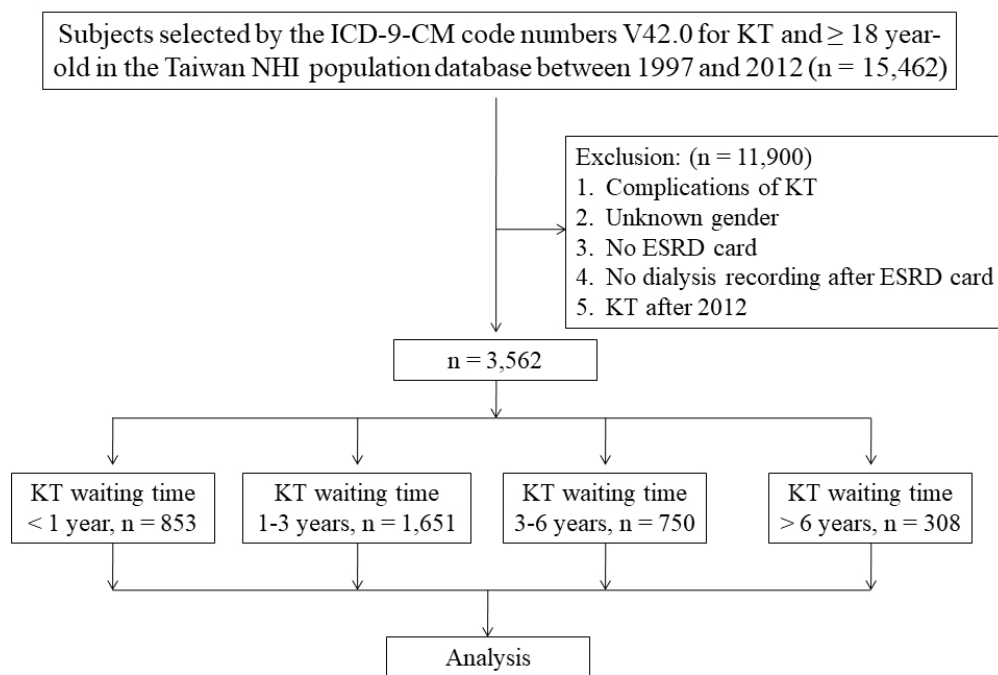 Subjects selected by the ICD-9-CM code numbers V42.0 for KT and ≥ 18 year-
old in the Taiwan NHI population database between 1997 and 2012 (n = 15,462)
Exclusion: (n = 11,900)
1. Complications of KT
2. Unknown gender
3. No ESRD card
4. No dialysis recording after ESRD card
5. KT after 2012
n = 3,562
KT waiting time
< 1 year, n = 853
KT waiting time
1-3 years, n = 1,651
KT waiting time
3-6 years, n = 750
KT waiting time
> 6 years, n = 308
Analysis